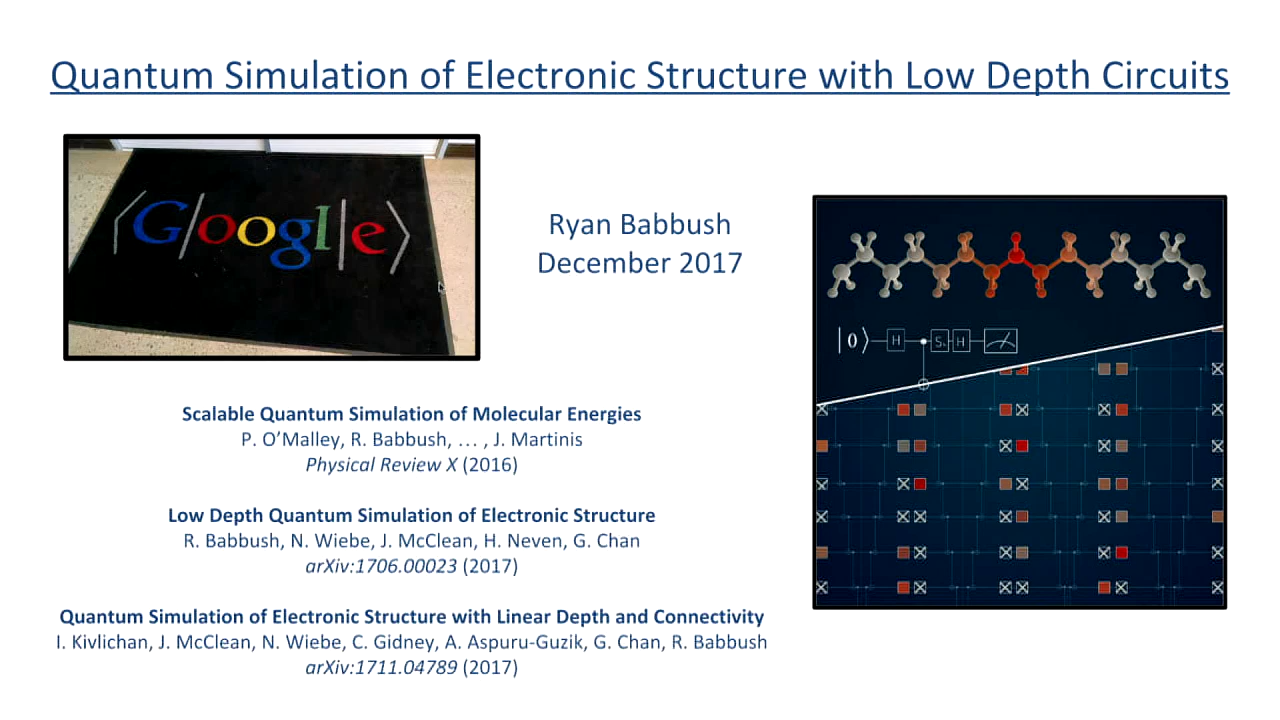 Quantum Simulation of Electronic Structure with Low Depth Circuits
⟨G|oogl|e⟩
Ryan Babbush
December 2017
|0⟩ H S H
Scalable Quantum Simulation of Molecular Energies
P. O’Malley, R. Babbush, ... , J. Martinis
Physical Review X (2016)
Low Depth Quantum Simulation of Electronic Structure
R. Babbush, N. Wiebe, J. McClean, H. Neven, G. Chan
arXiv:1706.00023 (2017)
Quantum Simulation of Electronic Structure with Linear Depth and Connectivity
I. Kivlichan, J. McClean, N. Wiebe, C. Gidney, A. Aspuru-Guzik, G. Chan, R. Babbush
arXiv:1711.04789 (2017)